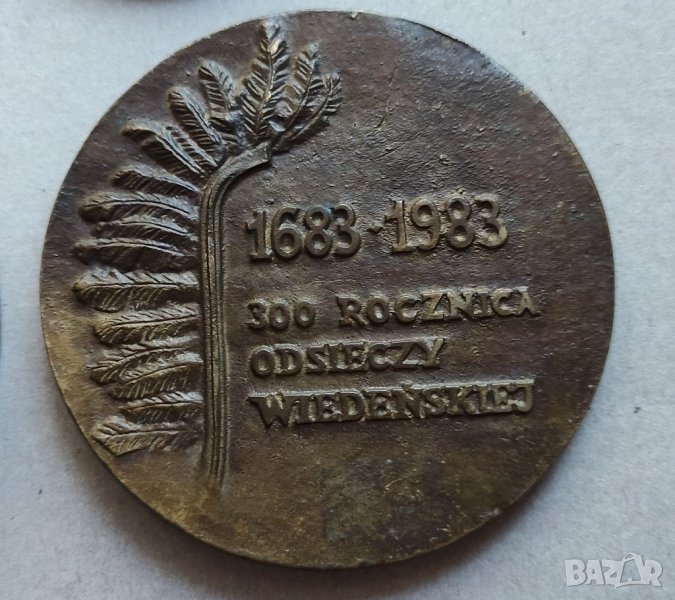 1683-1983
300 ROCZNICA
ODSIECZY
WIEDEŃSKIEJ
BAZAR